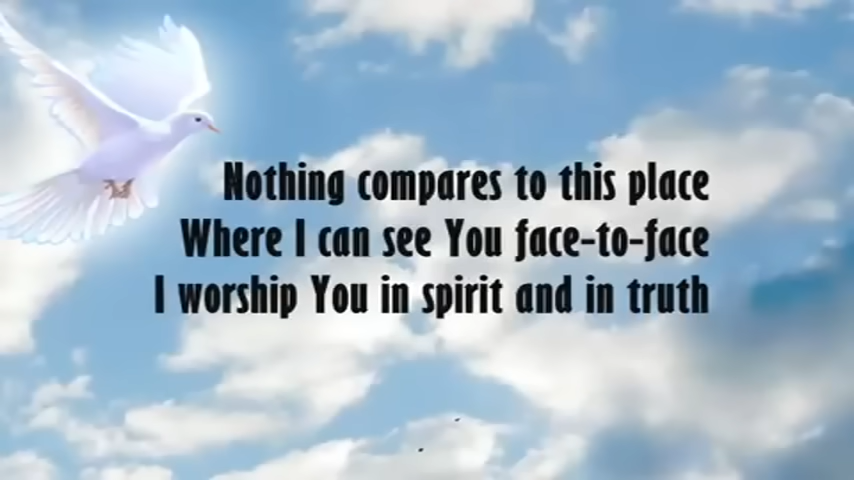 Nothing compares to this place
Where I can see You face-to-face
I worship You in spirit and in truth